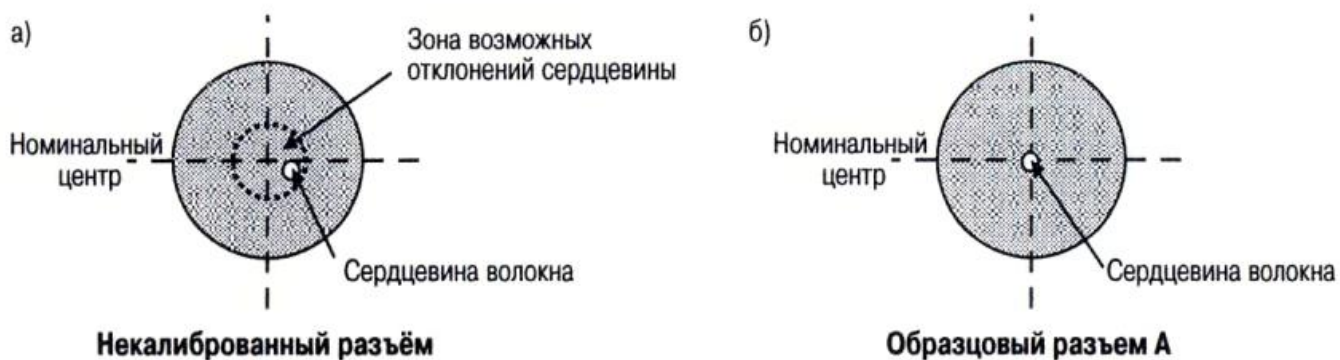 а)
Зона возможных
отклонений сердцевины
Номинальный
центр
Сердцевина волокна
Некалиброванный разъём
б)
Номинальный
центр
Сердцевина волокна
Образцовый разъем А